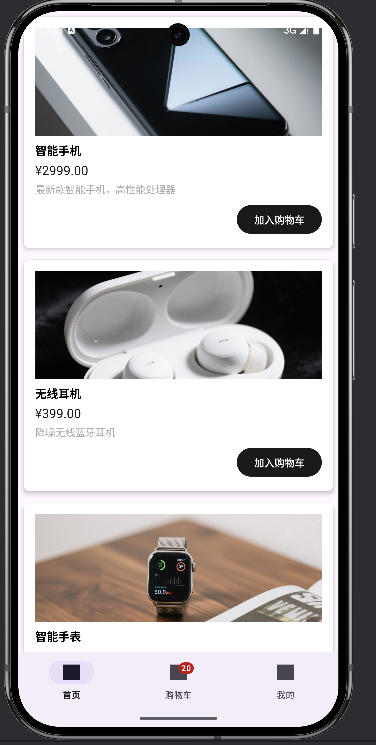 3G
智能手机
¥2999.00
最新款智能手机，高性能处理器
加入购物车
无线耳机
¥399.00
降噪无线蓝牙耳机
加入购物车
智能手表
20
首页
购物车
我的